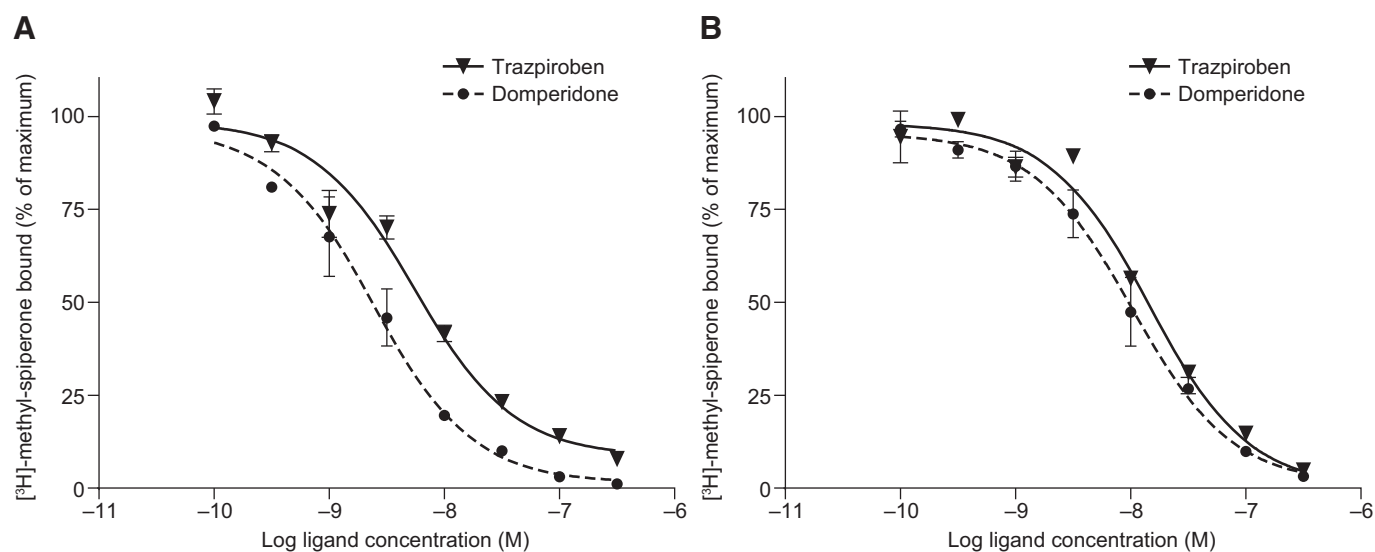 A
Trazpiroben
Domperidone
[³H]-methyl-spiperone bound (% of maximum)
100
75
50
25
0
–11
–10
–9
–8
–7
–6
Log ligand concentration (M)
B
Trazpiroben
Domperidone
[³H]-methyl-spiperone bound (% of maximum)
100
75
50
25
0
–11
–10
–9
–8
–7
–6
Log ligand concentration (M)